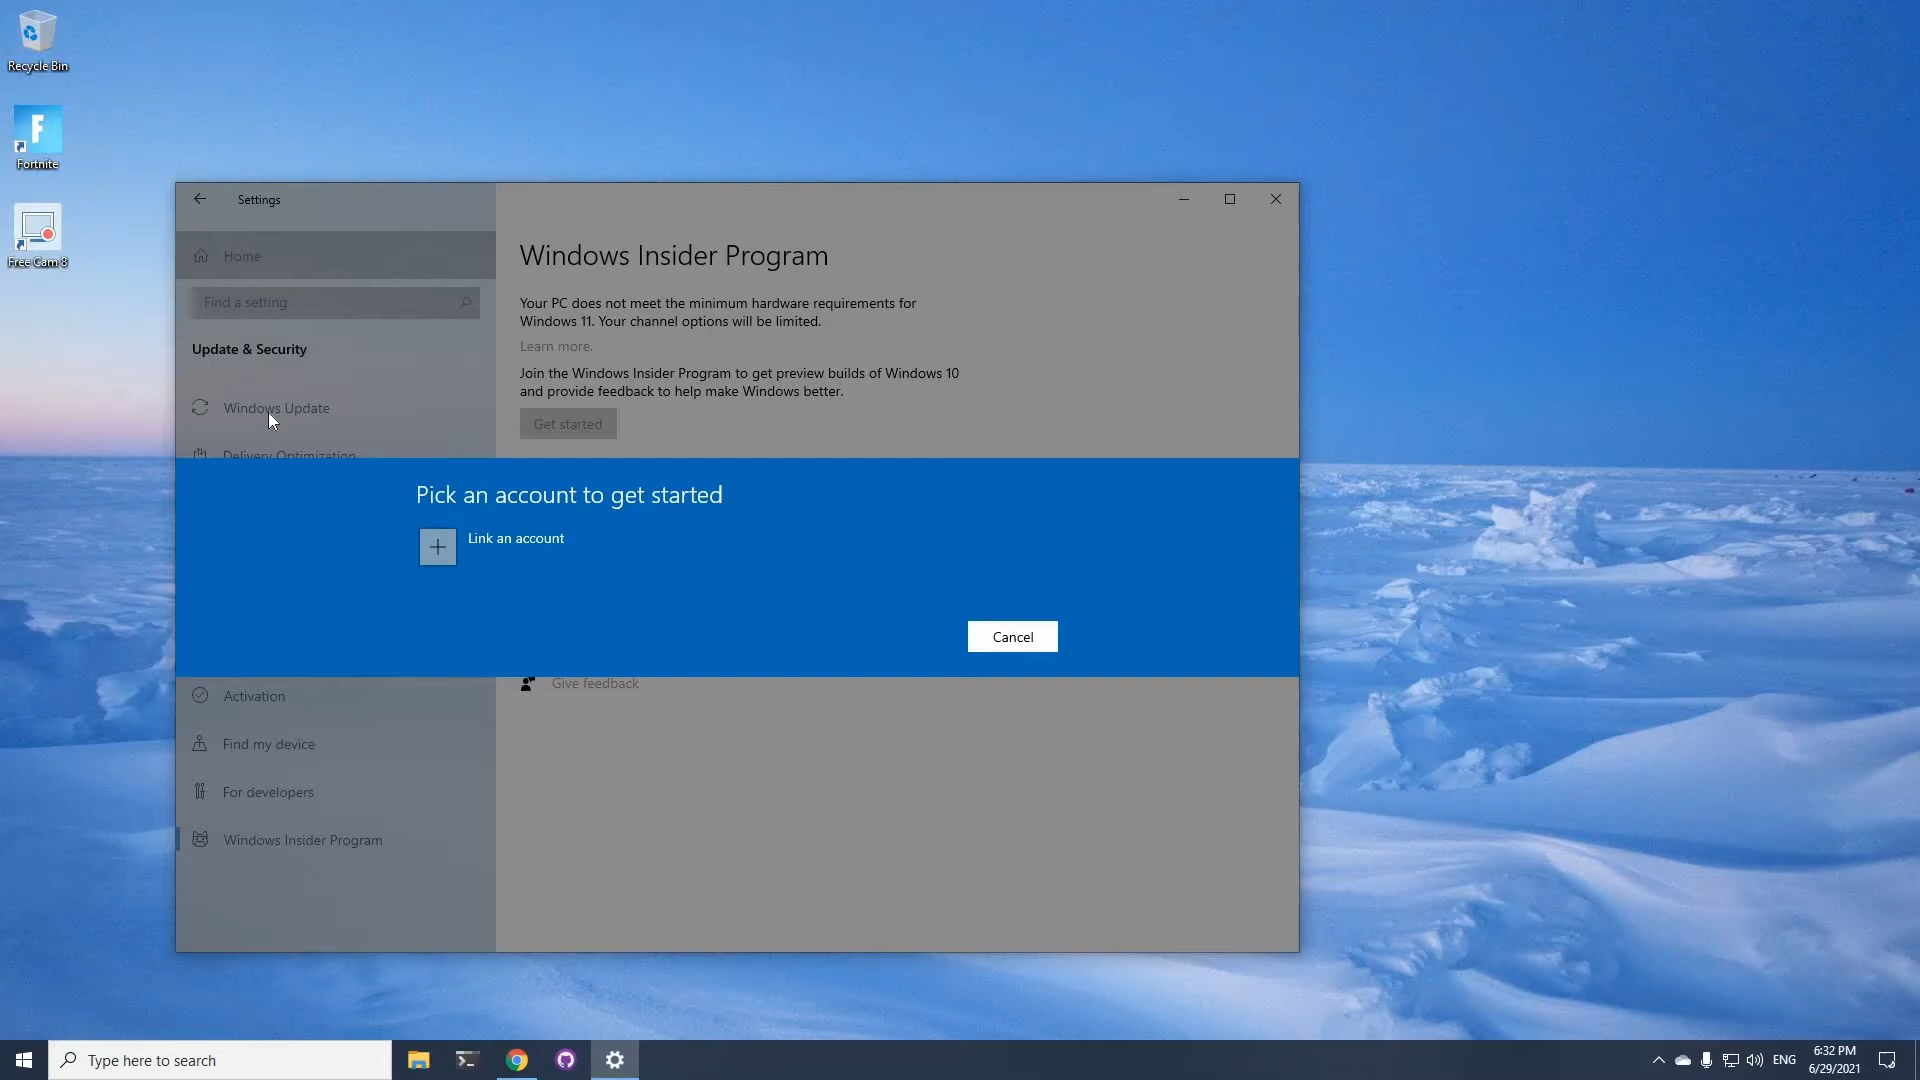 Recycle Bin
Fortnite
Free Cam 8
Settings
Home
Find a setting
Update & Security
Windows Update
Delivery Optimization
Windows Insider Program
Your PC does not meet the minimum hardware requirements for
Windows 11. Your channel options will be limited.
Learn more.
Join the Windows Insider Program to get preview builds of Windows 10
and provide feedback to help make Windows better.
Get started
Pick an account to get started
Link an account
Cancel
Give feedback
Activation
Find my device
For developers
Windows Insider Program
Type here to search
ENG
6:32 PM
6/29/2021